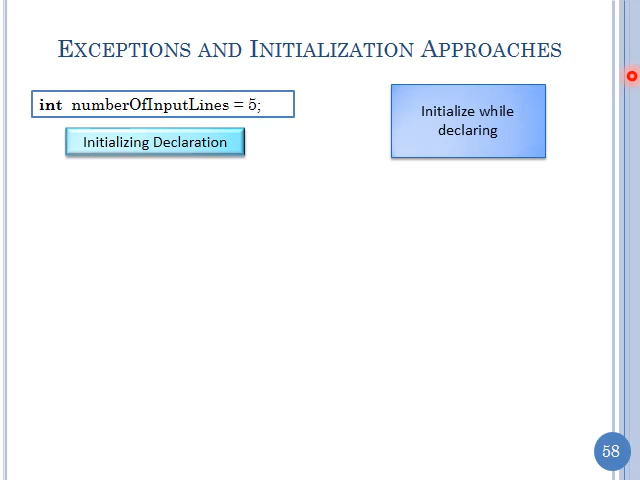 EXCEPTIONS AND INITIALIZATION APPROACHES
int numberOfInputLines = 5;
Initializing Declaration
Initialize while
declaring
58